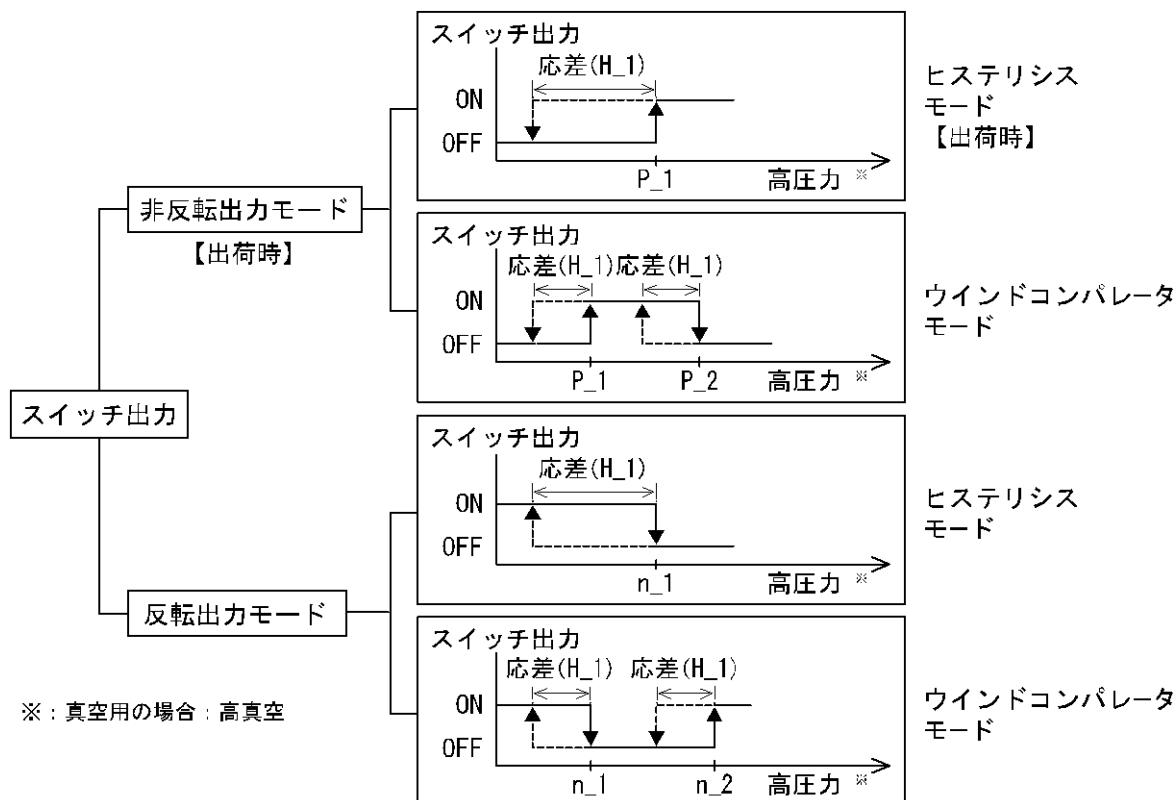 スイッチ出力
応差(H_1)
ON
OFF
P_1
高圧力 ※
ヒステリシス
モード
【出荷時】
非反転出力モード
【出荷時】
スイッチ出力
応差(H_1) 応差(H_1)
ON
OFF
P_1
P_2
高圧力 ※
ウインドコンパレータ
モード
スイッチ出力
スイッチ出力
応差(H_1)
ON
OFF
n_1
高圧力 ※
ヒステリシス
モード
反転出力モード
スイッチ出力
応差(H_1) 応差(H_1)
ON
OFF
n_1
n_2
高圧力 ※
ウインドコンパレータ
モード
※：真空用の場合：高真空